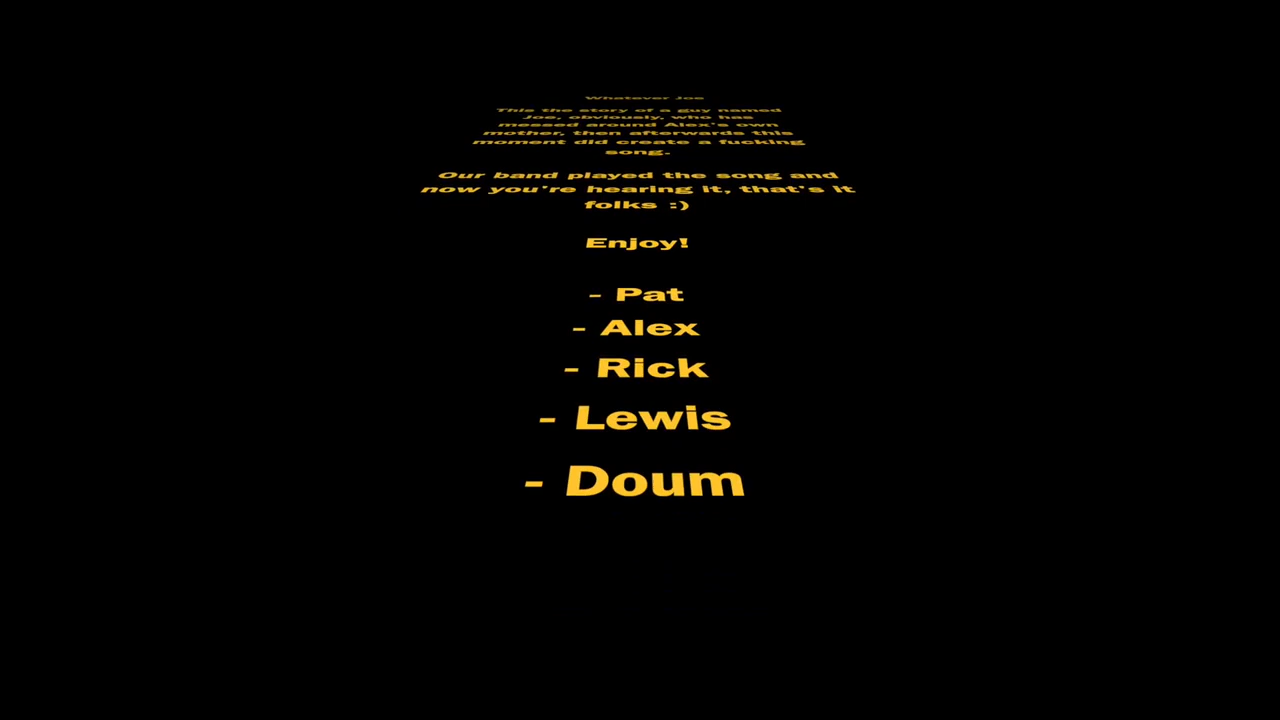 Whatever Joe
This the story of a guy named
Joe, obviously, who has
messed around Alex's own
mother, then afterwards this
moment did create a fucking
song.
Our band played the song and
now you're hearing it, that's it
folks :)
Enjoy!
- Pat
- Alex
- Rick
- Lewis
- Doum